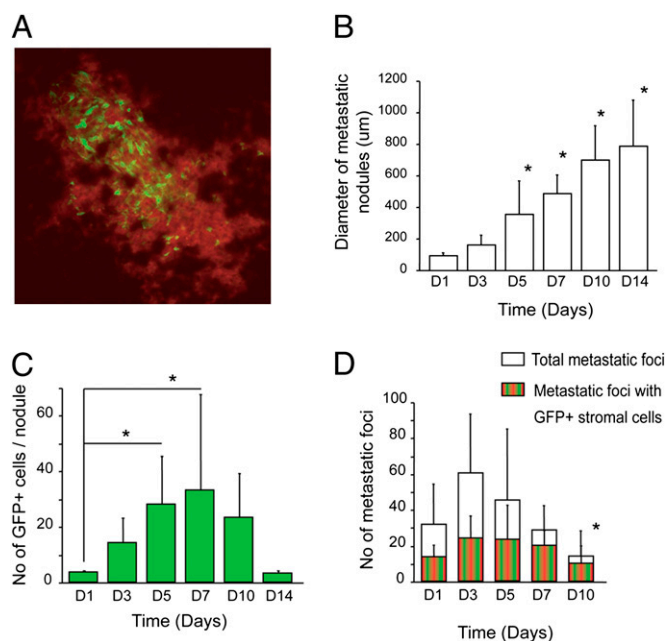 A
B
Diameter of metastatic
nodules (um)
1200
1000
800
600
400
200
0
*
*
*
*
D1 D3 D5 D7 D10 D14
Time (Days)
C
No of GFP+ cells / nodule
60
40
20
0
*
*
D1 D3 D5 D7 D10 D14
Time (Days)
D
Total metastatic foci
Metastatic foci with
GFP+ stromal cells
No of metastatic foci
100
80
60
40
20
0
*
D1 D3 D5 D7 D10
Time (Days)